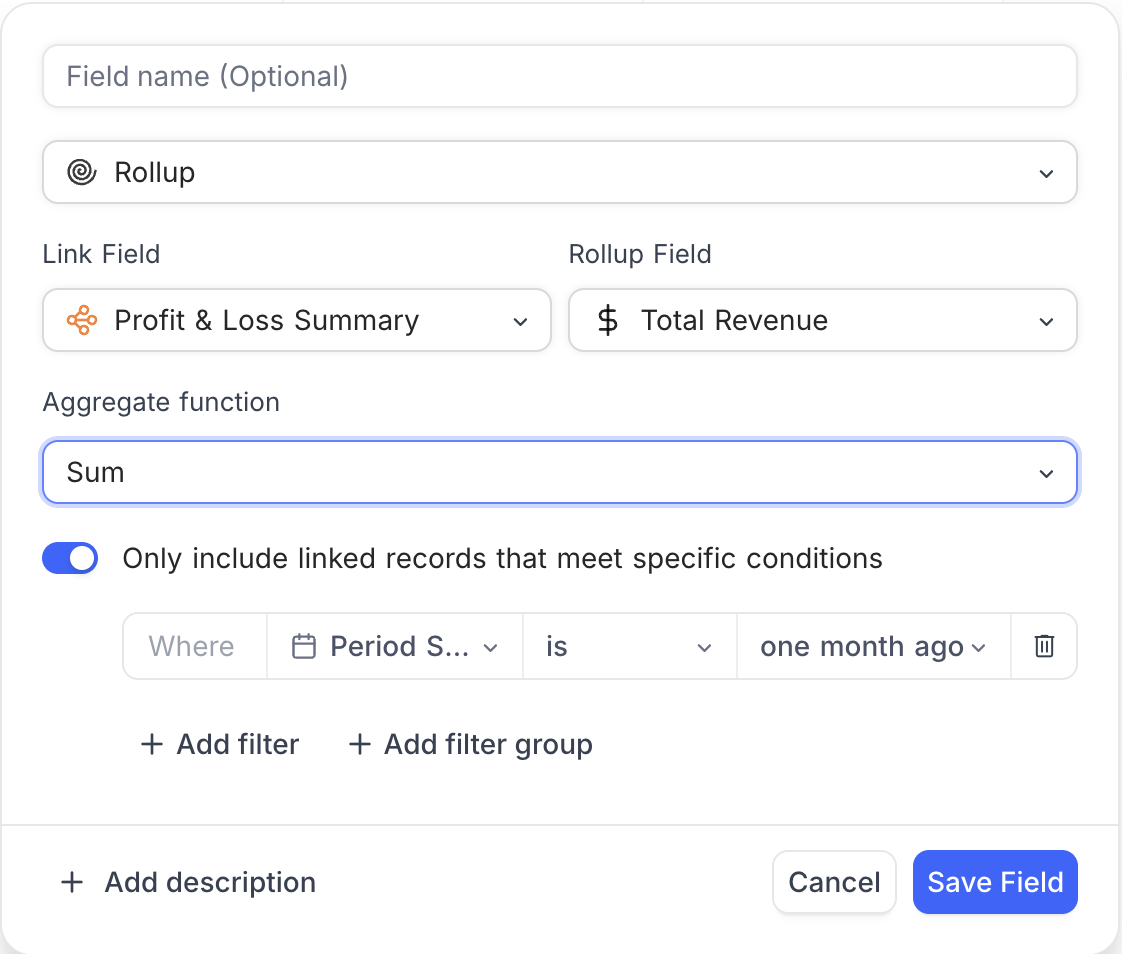 Field name (Optional)
Rollup
Link Field
Rollup Field
Profit & Loss Summary
$ Total Revenue
Aggregate function
Sum
Only include linked records that meet specific conditions
Where Period S... is one month ago
+ Add filter + Add filter group
+ Add description Cancel Save Field